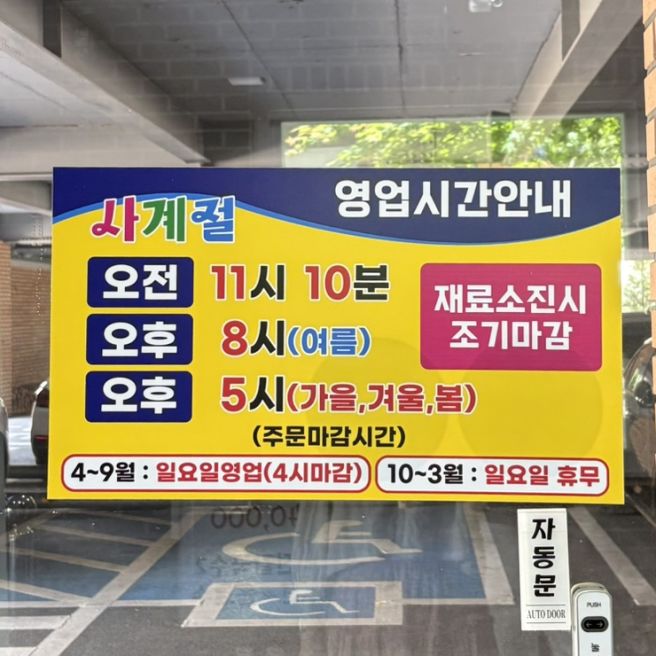 영업시간안내
사계절
오전 11시 10분
오후 8시(여름)
오후 5시(가을,겨울,봄)
재료소진시
조기마감
(주문마감시간)
4~9월 : 일요일영업(4시마감)
10~3월 : 일요일 휴무
자동문
AUTO DOOR
PUSH